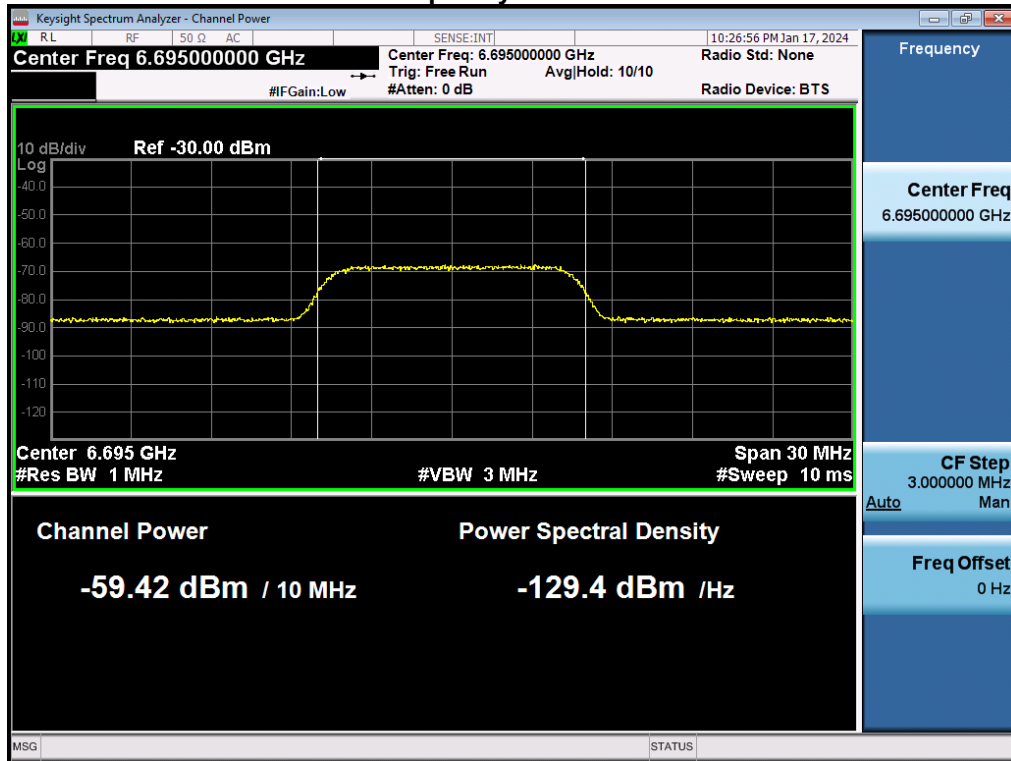 Keysight Spectrum Analyzer - Channel Power
LXI RL RF 50 Ω AC SENSE:INT 10:26:56 PM Jan 17, 2024
Center Freq 6.695000000 GHz Center Freq: 6.695000000 GHz Radio Std: None
Trig: Free Run Avg|Hold: 10/10
#IFGain:Low #Atten: 0 dB Radio Device: BTS
10 dB/div Ref -30.00 dBm
Log
-40.0
-50.0
-60.0
-70.0
-80.0
-90.0
-100
-110
-120
Center 6.695 GHz Span 30 MHz
#Res BW 1 MHz #VBW 3 MHz #Sweep 10 ms
Channel Power Power Spectral Density
-59.42 dBm / 10 MHz -129.4 dBm /Hz
Frequency
Center Freq
6.695000000 GHz
CF Step
3.000000 MHz
Auto Man
Freq Offset
0 Hz
MSG STATUS